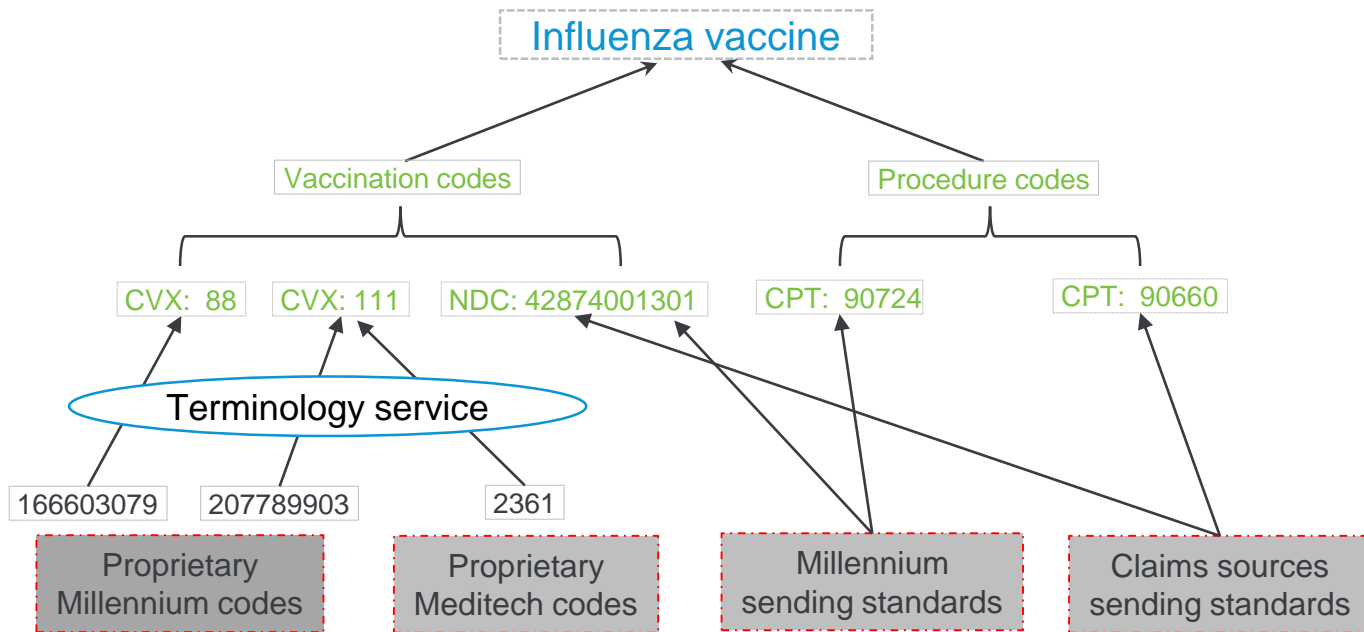 Influenza vaccine
Vaccination codes
Procedure codes
CVX: 88
CVX: 111
NDC: 42874001301
CPT: 90724
CPT: 90660
Terminology service
166603079
207789903
2361
Proprietary
Millennium codes
Proprietary
Meditech codes
Millennium
sending standards
Claims sources
sending standards